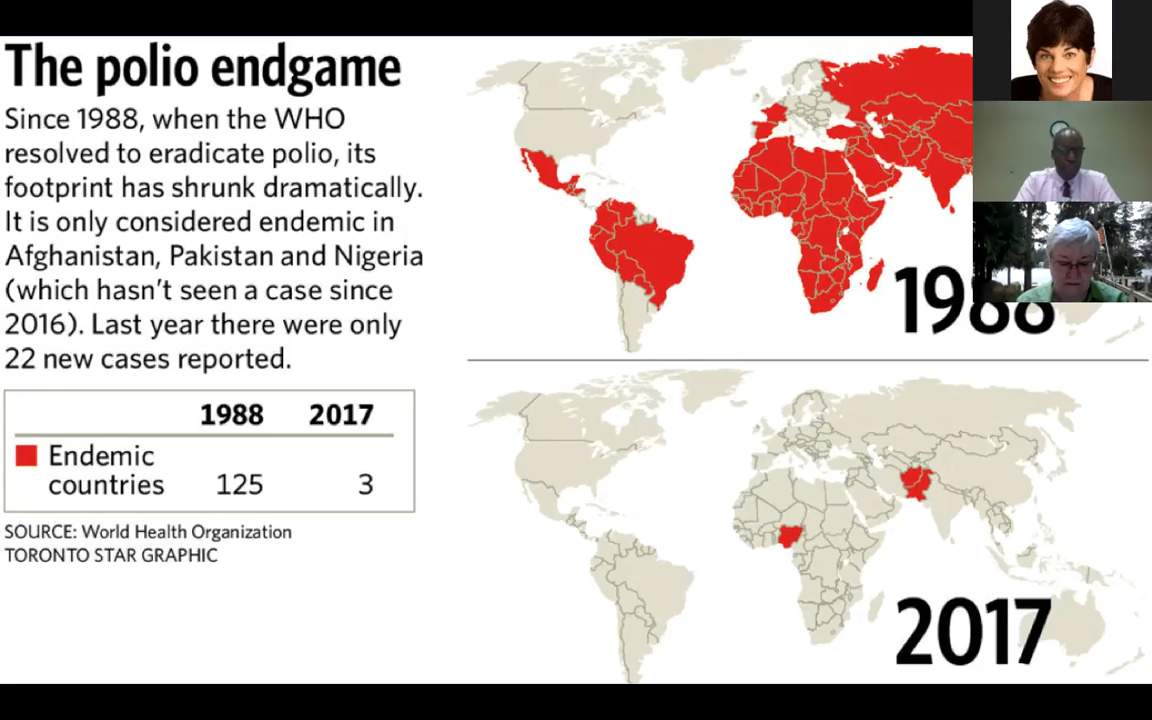 The polio endgame
Since 1988, when the WHO
resolved to eradicate polio, its
footprint has shrunk dramatically.
It is only considered endemic in
Afghanistan, Pakistan and Nigeria
(which hasn't seen a case since
2016). Last year there were only
22 new cases reported.
1988 2017
Endemic
countries 125 3
SOURCE: World Health Organization
TORONTO STAR GRAPHIC
1988
2017